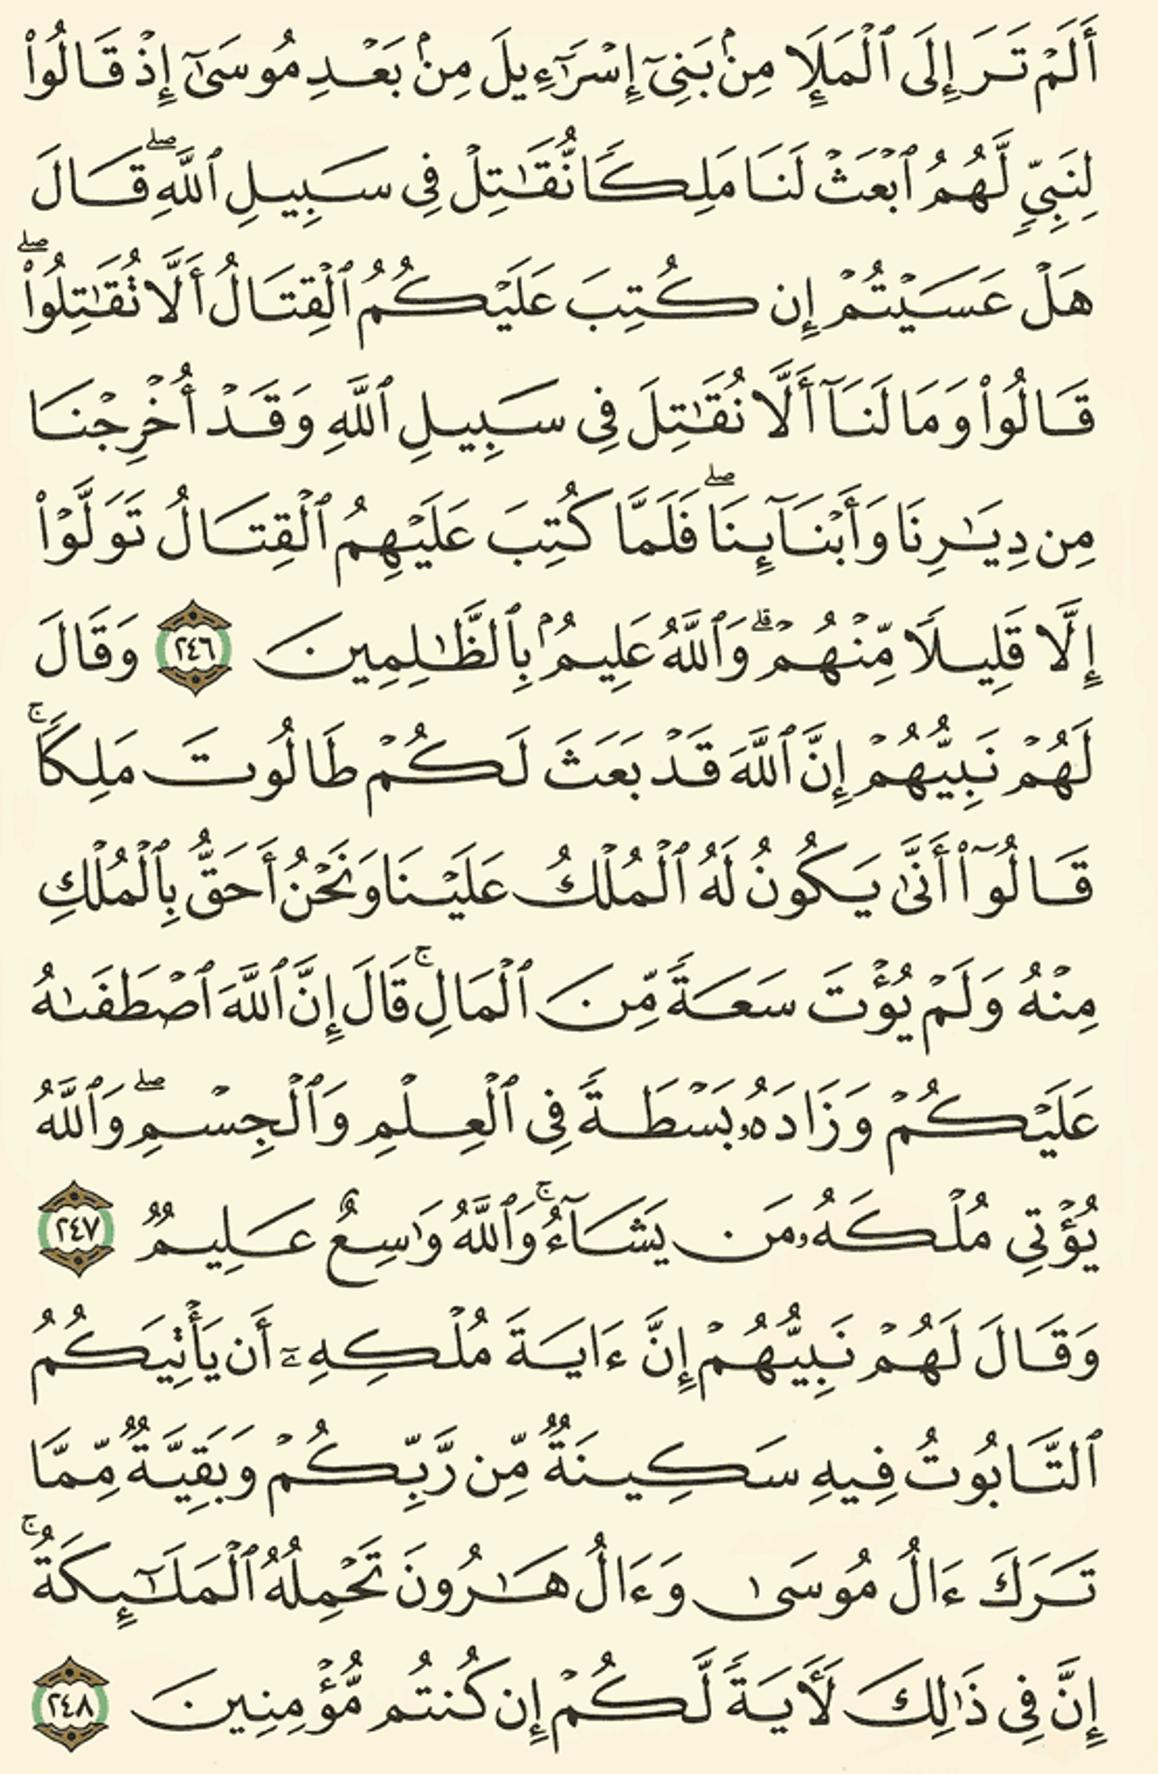 أَلَمْ تَرَ إِلَى ٱلْمَلَإِ مِنۢ بَنِىٓ إِسْرَٰٓءِيلَ مِنۢ بَعْدِ مُوسَىٰٓ إِذْ قَالُوا۟
لِنَبِىٍّ لَّهُمُ ٱبْعَثْ لَنَا مَلِكًا نُّقَـٰتِلْ فِى سَبِيلِ ٱللَّهِ ۖ قَالَ
هَلْ عَسَيْتُمْ إِن كُتِبَ عَلَيْكُمُ ٱلْقِتَالُ أَلَّا تُقَـٰتِلُوا۟ ۖ
قَالُوا۟ وَمَا لَنَآ أَلَّا نُقَـٰتِلَ فِى سَبِيلِ ٱللَّهِ وَقَدْ أُخْرِجْنَا
مِن دِيَـٰرِنَا وَأَبْنَآئِنَا ۖ فَلَمَّا كُتِبَ عَلَيْهِمُ ٱلْقِتَالُ تَوَلَّوْا۟
إِلَّا قَلِيلًا مِّنْهُمْ ۗ وَٱللَّهُ عَلِيمٌۢ بِٱلظَّـٰلِمِينَ ٢٤٦ وَقَالَ
لَهُمْ نَبِيُّهُمْ إِنَّ ٱللَّهَ قَدْ بَعَثَ لَكُمْ طَالُوتَ مَلِكًا ۚ
قَالُوٓا۟ أَنَّىٰ يَكُونُ لَهُ ٱلْمُلْكُ عَلَيْنَا وَنَحْنُ أَحَقُّ بِٱلْمُلْكِ
مِنْهُ وَلَمْ يُؤْتَ سَعَةً مِّنَ ٱلْمَالِ ۚ قَالَ إِنَّ ٱللَّهَ ٱصْطَفَىٰهُ
عَلَيْكُمْ وَزَادَهُۥ بَسْطَةً فِى ٱلْعِلْمِ وَٱلْجِسْمِ ۖ وَٱللَّهُ
يُؤْتِى مُلْكَهُۥ مَن يَشَآءُ ۚ وَٱللَّهُ وَٰسِعٌ عَلِيمٌ ٢٤٧
وَقَالَ لَهُمْ نَبِيُّهُمْ إِنَّ ءَايَةَ مُلْكِهِۦٓ أَن يَأْتِيَكُمُ
ٱلتَّابُوتُ فِيهِ سَكِينَةٌ مِّن رَّبِّكُمْ وَبَقِيَّةٌ مِّمَّا
تَرَكَ ءَالُ مُوسَىٰ وَءَالُ هَـٰرُونَ تَحْمِلُهُ ٱلْمَلَـٰٓئِكَةُ ۚ
إِنَّ فِى ذَٰلِكَ لَـَٔايَةً لَّكُمْ إِن كُنتُم مُّؤْمِنِينَ ٢٤٨